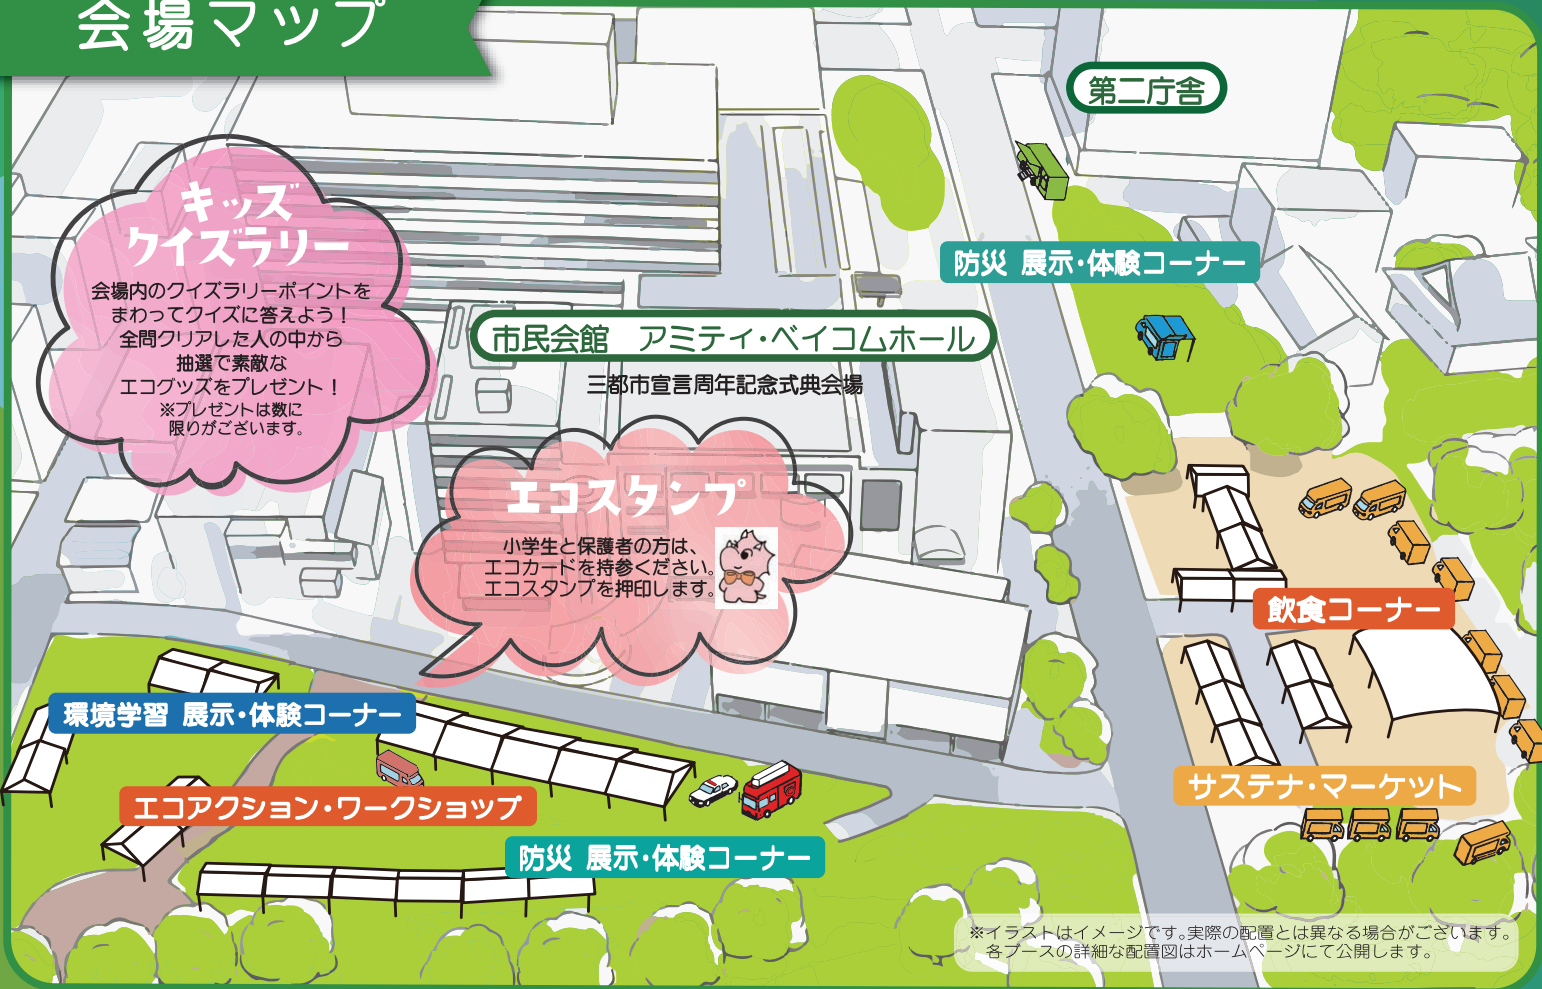 会場マップ
第二庁舎
キッズ
クイズラリー
会場内のクイズラリーポイントを
まわってクイズに答えよう！
全問クリアした人の中から
抽選で素敵な
エコグッズをプレゼント！
※プレゼントは数に
限りがございます。
防災 展示・体験コーナー
市民会館 アミティ・ベイコムホール
三都市宣言周年記念式典会場
エコスタンプ
小学生と保護者の方は、
エコカードを持参ください。
エコスタンプを押印します。
飲食コーナー
環境学習 展示・体験コーナー
サステナ・マーケット
エコアクション・ワークショップ
防災 展示・体験コーナー
※イラストはイメージです。実際の配置とは異なる場合がございます。
各ブースの詳細な配置図はホームページにて公開します。